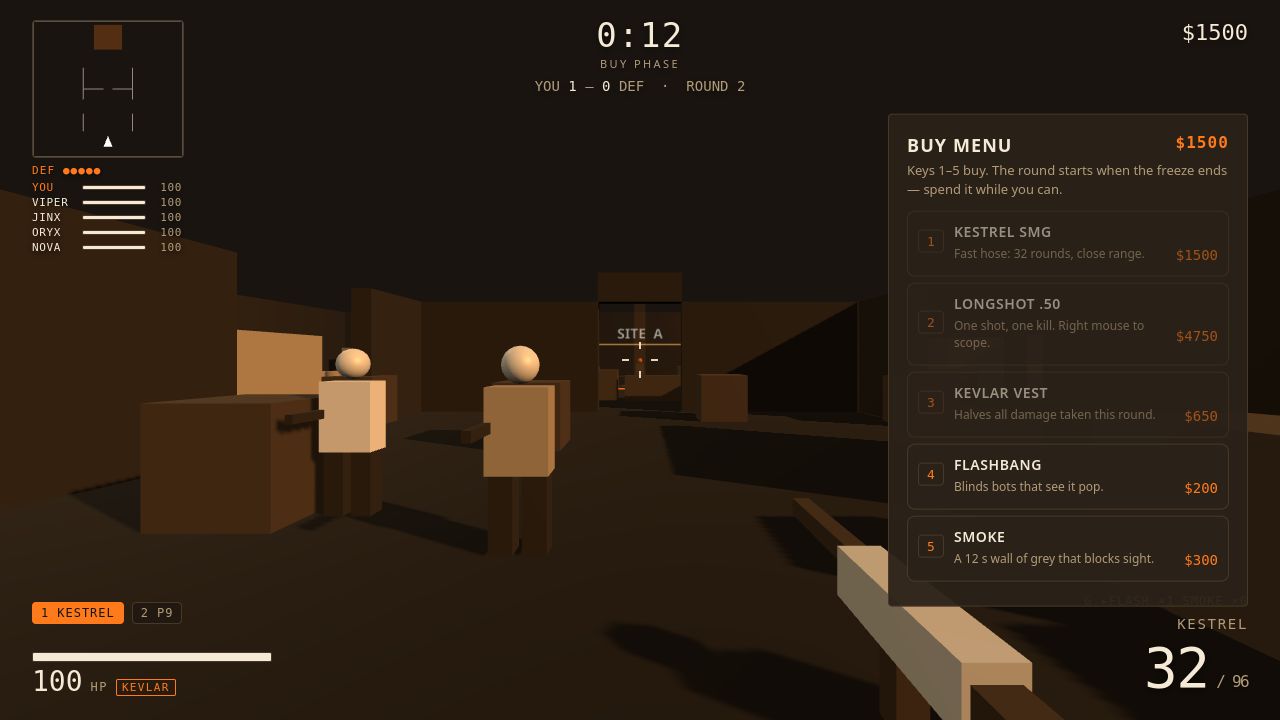 0:12
BUY PHASE
YOU 1 — 0 DEF · ROUND 2
$1500
DEF
YOU 100
VIPER 100
JINX 100
ORYX 100
NOVA 100
SITE A
BUY MENU $1500
Keys 1–5 buy. The round starts when the freeze ends
— spend it while you can.
1 KESTREL SMG
Fast hose: 32 rounds, close range. $1500
2 LONGSHOT .50
One shot, one kill. Right mouse to
scope. $4750
3 KEVLAR VEST
Halves all damage taken this round. $650
4 FLASHBANG
Blinds bots that see it pop. $200
5 SMOKE
A 12 s wall of grey that blocks sight. $300
1 KESTREL 2 P9
100 HP KEVLAR
KESTREL
32 / 96